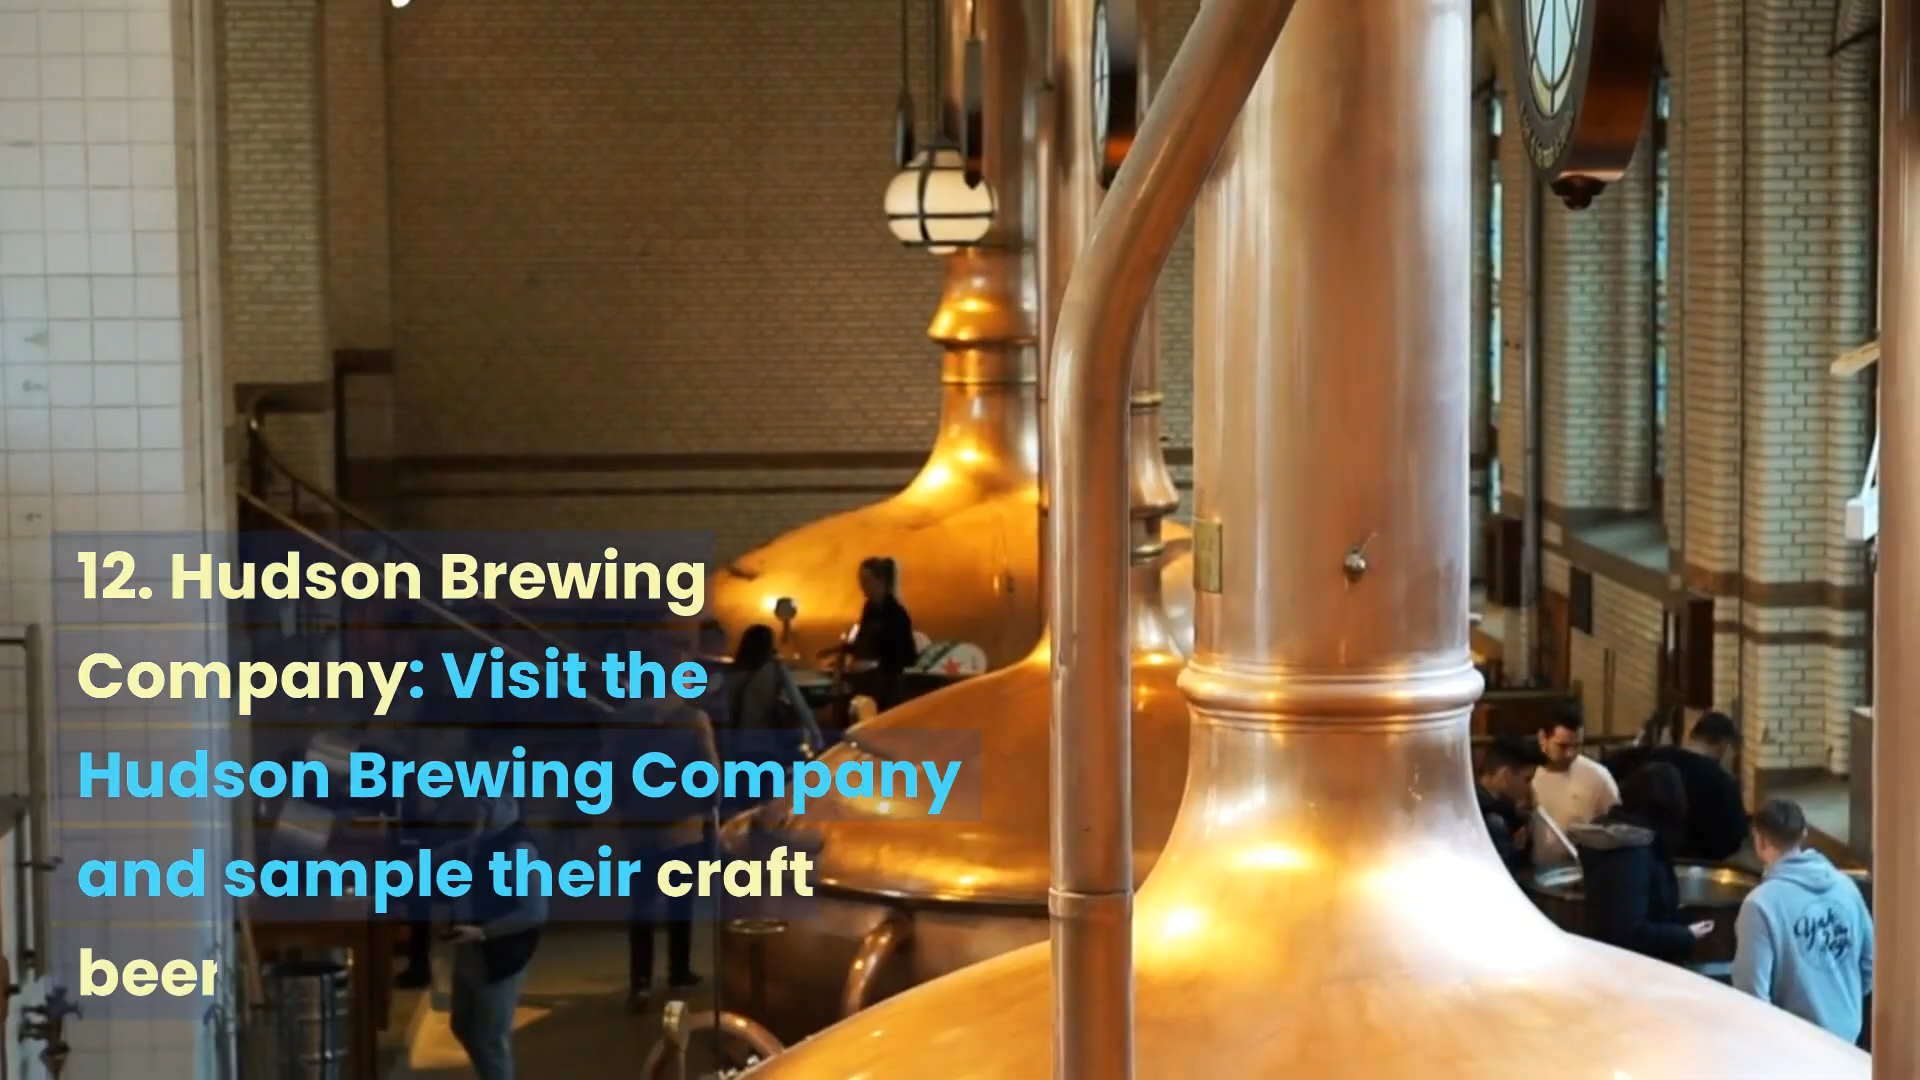 12. Hudson Brewing
Company: Visit the
Hudson Brewing Company
and sample their craft
beer